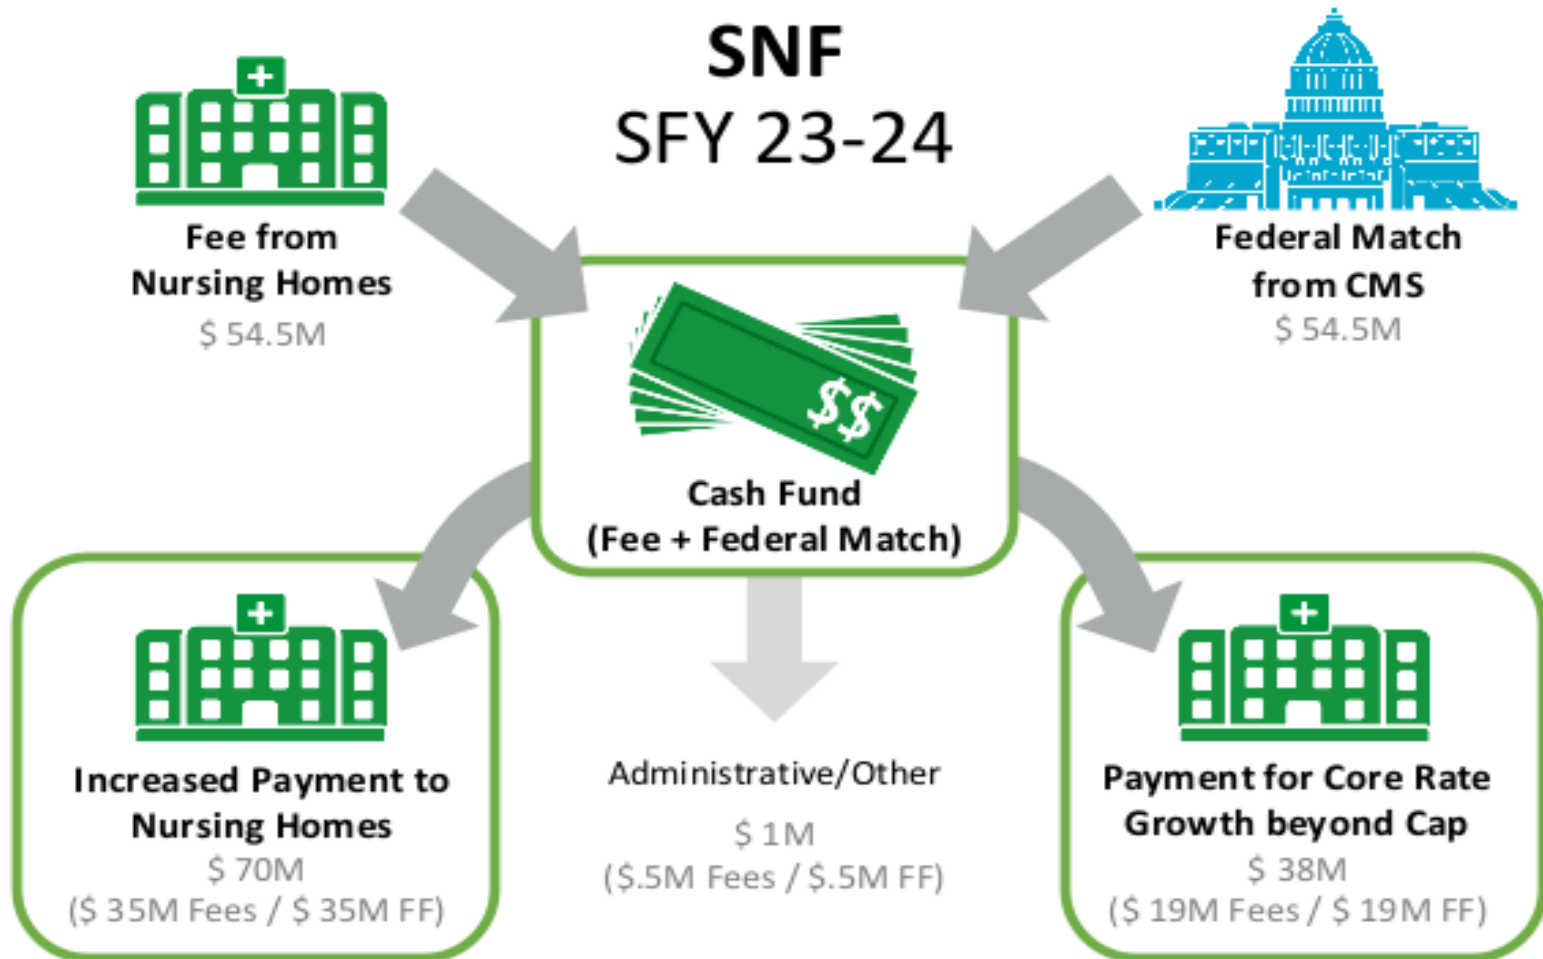 SNF
SFY 23-24
Fee from
Nursing Homes
$ 54.5M
Federal Match
from CMS
$ 54.5M
$$
Cash Fund
(Fee + Federal Match)
Increased Payment to
Nursing Homes
$ 70M
($ 35M Fees / $ 35M FF)
Administrative/Other
$ 1M
($.5M Fees / $.5M FF)
Payment for Core Rate
Growth beyond Cap
$ 38M
($ 19M Fees / $ 19M FF)